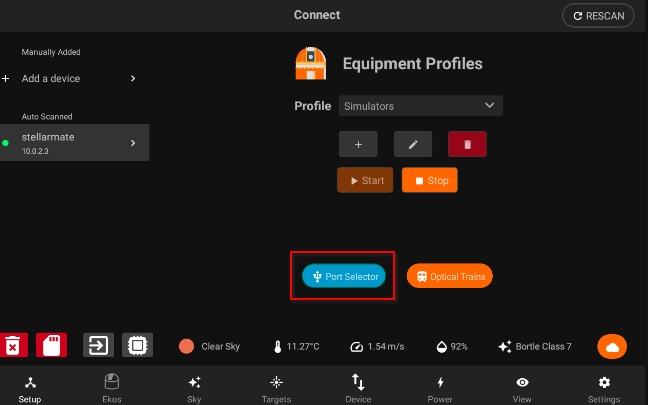 Connect
RESCAN
Manually Added
Add a device
Auto Scanned
stellarmate
10.0.2.3
Equipment Profiles
Profile
Simulators
Start
Stop
Port Selector
Optical Trains
Clear Sky
11.27°C
1.54 m/s
92%
Bortle Class 7
Setup
Ekos
Sky
Targets
Device
Power
View
Settings